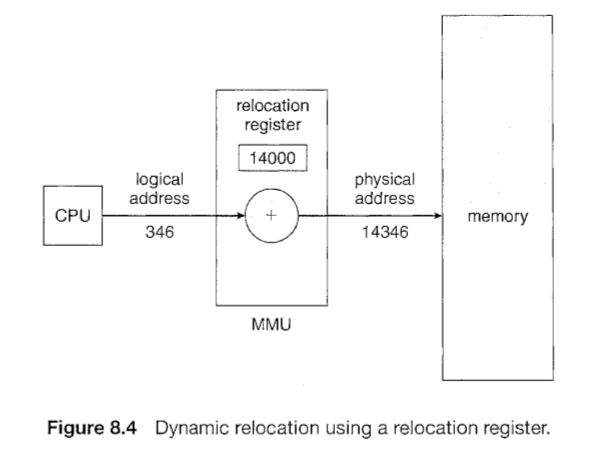 relocation
register
14000
logical
address
physical
address
CPU
+
memory
346
14346
MMU
Figure 8.4 Dynamic relocation using a relocation register.